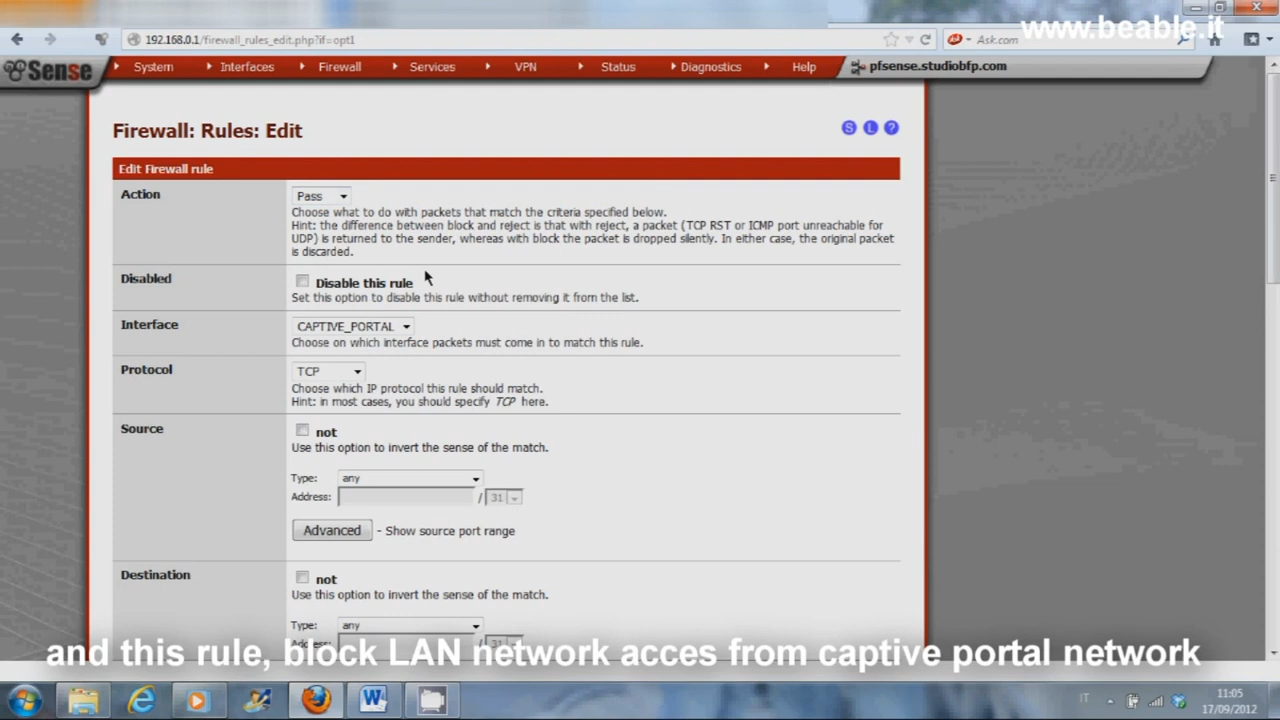 www.beable.it
192.168.0.1/firewall_rules_edit.php?if=opt1
Ask.com
Sense
System
Interfaces
Firewall
Services
VPN
Status
Diagnostics
Help
pfsense.studiobfp.com
Firewall: Rules: Edit
S L ?
Edit Firewall rule
Action
Pass
Choose what to do with packets that match the criteria specified below.
Hint: the difference between block and reject is that with reject, a packet (TCP RST or ICMP port unreachable for
UDP) is returned to the sender, whereas with block the packet is dropped silently. In either case, the original packet
is discarded.
Disabled
Disable this rule
Set this option to disable this rule without removing it from the list.
Interface
CAPTIVE_PORTAL
Choose on which interface packets must come in to match this rule.
Protocol
TCP
Choose which IP protocol this rule should match.
Hint: in most cases, you should specify TCP here.
Source
not
Use this option to invert the sense of the match.
Type: any
Address: / 31
Advanced - Show source port range
Destination
not
Use this option to invert the sense of the match.
Type: any
Address: / 31
and this rule, block LAN network acces from captive portal network
IT
11:05
17/09/2012